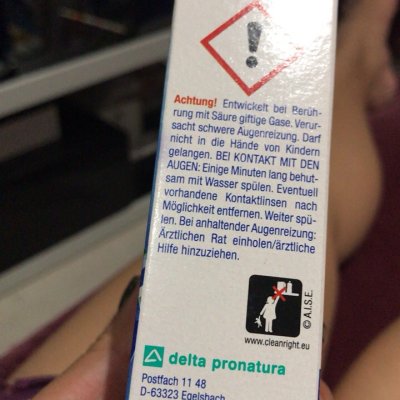 Achtung! Entwickelt bei Berüh-
rung mit Säure giftige Gase. Verur-
sacht schwere Augenreizung. Darf
nicht in die Hände von Kindern
gelangen. BEI KONTAKT MIT DEN
AUGEN: Einige Minuten lang behut-
sam mit Wasser spülen. Eventuell
vorhandene Kontaktlinsen nach
Möglichkeit entfernen. Weiter spü-
len. Bei anhaltender Augenreizung:
Ärztlichen Rat einholen/ärztliche
Hilfe hinzuziehen.
© A.I.S.E.
www.cleanright.eu
delta pronatura
Postfach 11 48
D-63323 Egelsbach